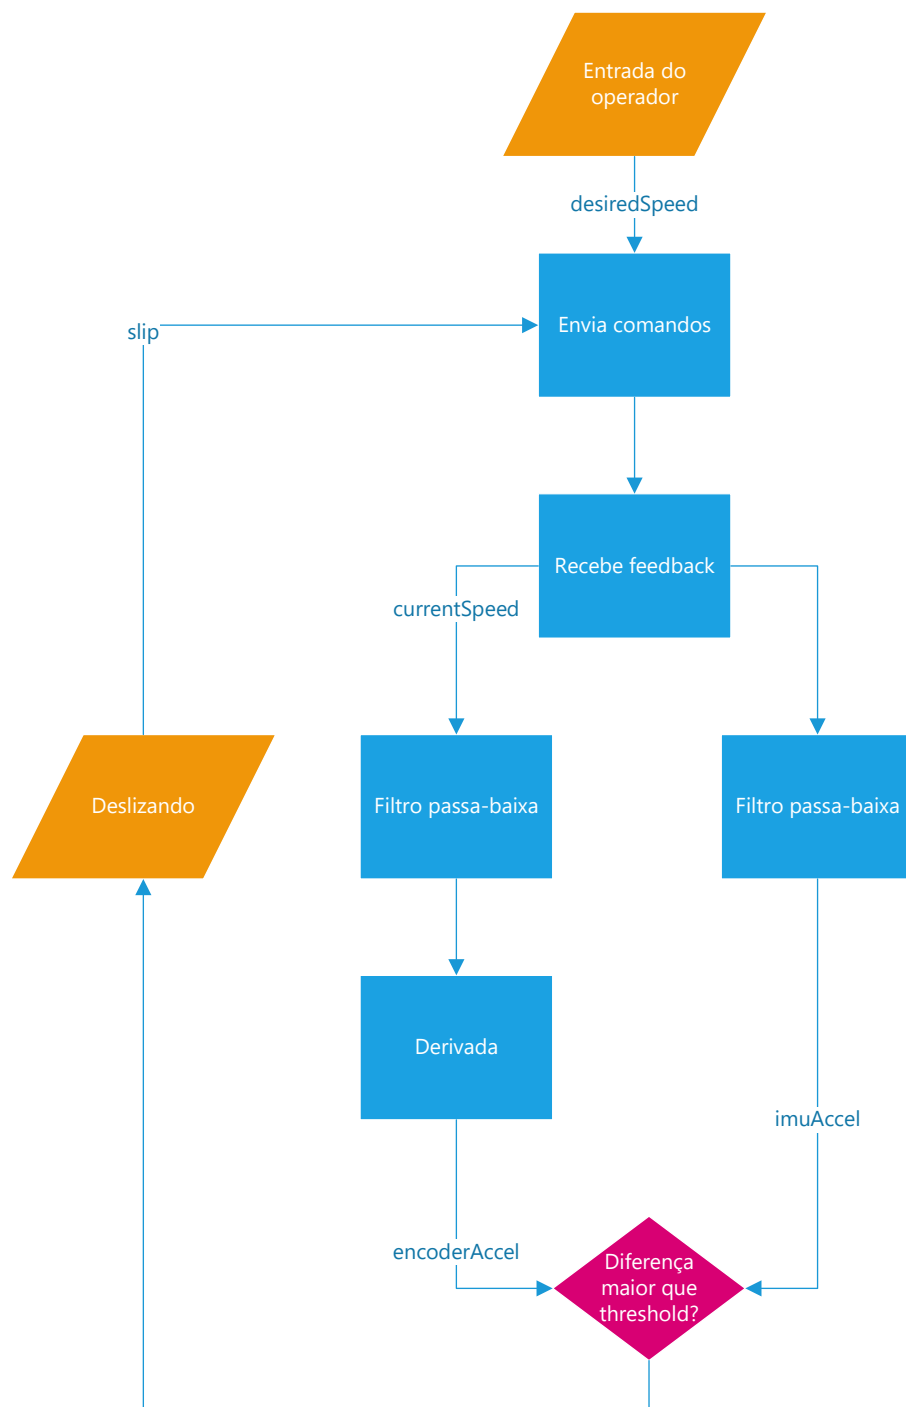 Entrada do
operador
desiredSpeed
Envia comandos
slip
Recebe feedback
currentSpeed
Deslizando
Filtro passa-baixa
Filtro passa-baixa
Derivada
imuAccel
encoderAccel
Diferença
maior que
threshold?